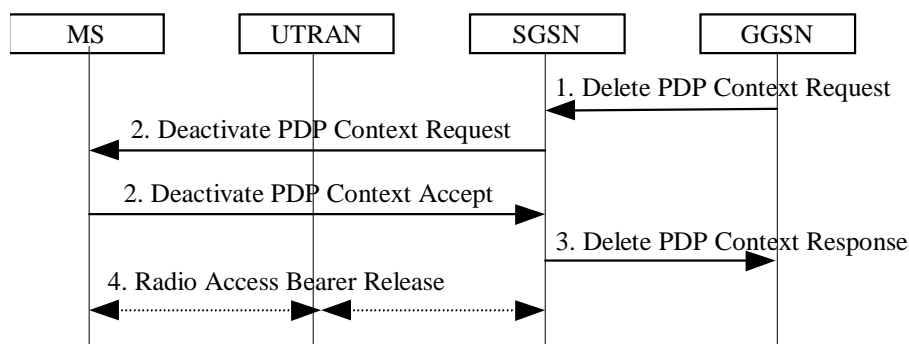 MS
UTRAN
SGSN
GGSN
1. Delete PDP Context Request
2. Deactivate PDP Context Request
2. Deactivate PDP Context Accept
3. Delete PDP Context Response
4. Radio Access Bearer Release